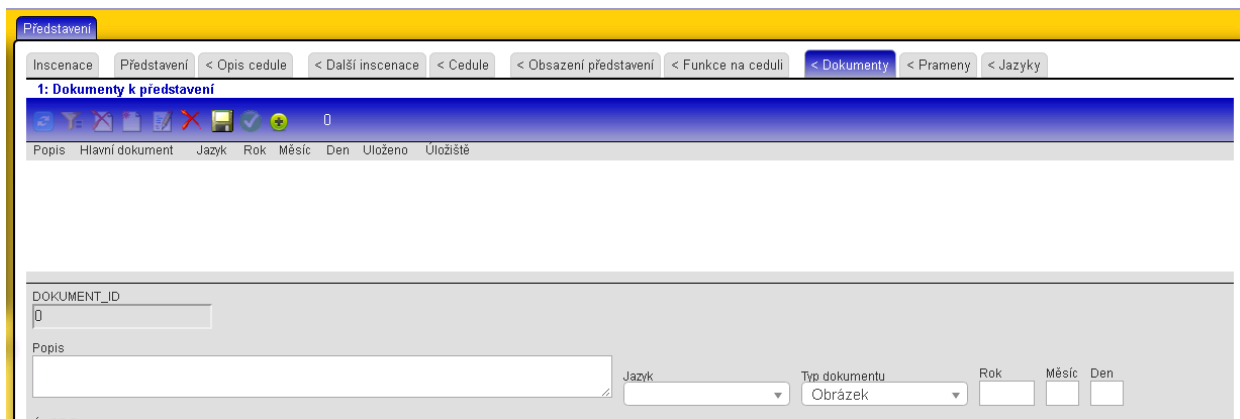 Představení
Inscenace Představení < Opis cedule < Další inscenace < Cedule < Obsazení představení < Funkce na ceduli < Dokumenty < Prameny < Jazyky
1: Dokumenty k představení
0
Popis Hlavní dokument Jazyk Rok Měsíc Den Uloženo Úložiště
DOKUMENT_ID
0
Popis
Jazyk Typ dokumentu Rok Měsíc Den
Obrázek